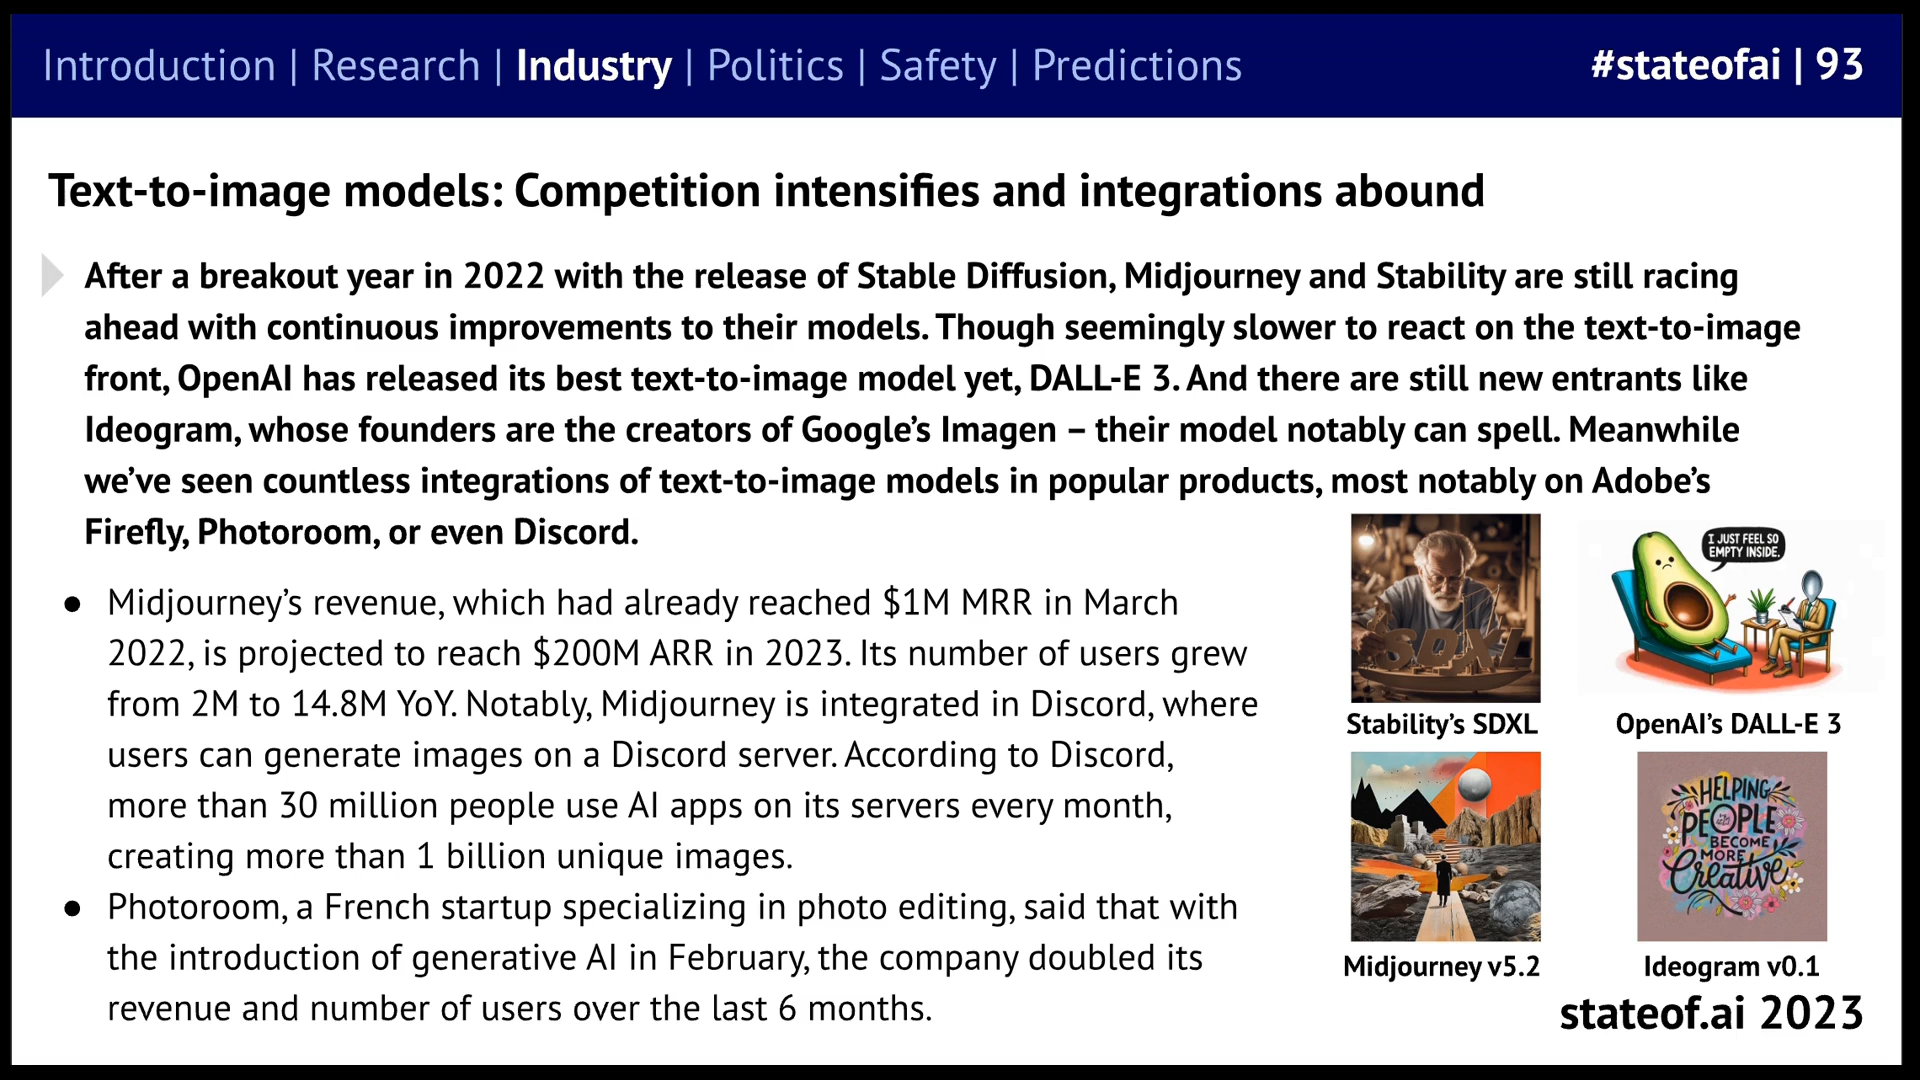 Introduction | Research | Industry | Politics | Safety | Predictions
#stateofai | 93
Text-to-image models: Competition intensifies and integrations abound
After a breakout year in 2022 with the release of Stable Diffusion, Midjourney and Stability are still racing
ahead with continuous improvements to their models. Though seemingly slower to react on the text-to-image
front, OpenAI has released its best text-to-image model yet, DALL-E 3. And there are still new entrants like
Ideogram, whose founders are the creators of Google’s Imagen – their model notably can spell. Meanwhile
we’ve seen countless integrations of text-to-image models in popular products, most notably on Adobe’s
Firefly, Photoroom, or even Discord.
● Midjourney’s revenue, which had already reached $1M MRR in March
2022, is projected to reach $200M ARR in 2023. Its number of users grew
from 2M to 14.8M YoY. Notably, Midjourney is integrated in Discord, where
users can generate images on a Discord server. According to Discord,
more than 30 million people use AI apps on its servers every month,
creating more than 1 billion unique images.
● Photoroom, a French startup specializing in photo editing, said that with
the introduction of generative AI in February, the company doubled its
revenue and number of users over the last 6 months.
SDXL
Stability’s SDXL
I JUST FEEL SO
EMPTY INSIDE.
OpenAI’s DALL-E 3
Midjourney v5.2
HELPING
PEOPLE
BECOME
MORE
Creative
Ideogram v0.1
stateof.ai 2023